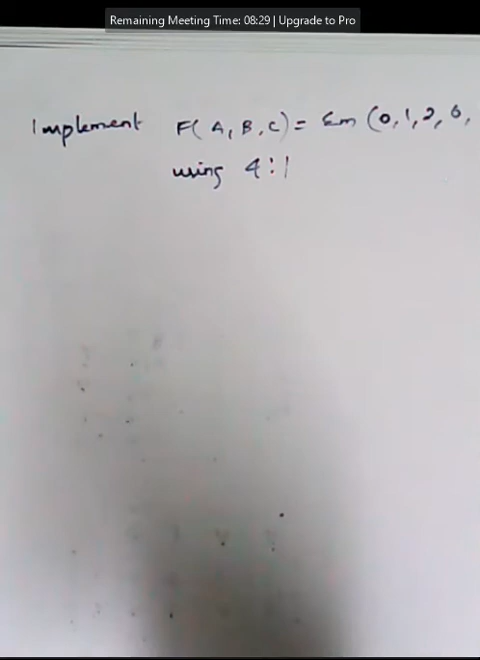 Remaining Meeting Time: 08:29 | Upgrade to Pro
Implement F(A,B,C)= Σm (0,1,2,6,
using 4:1